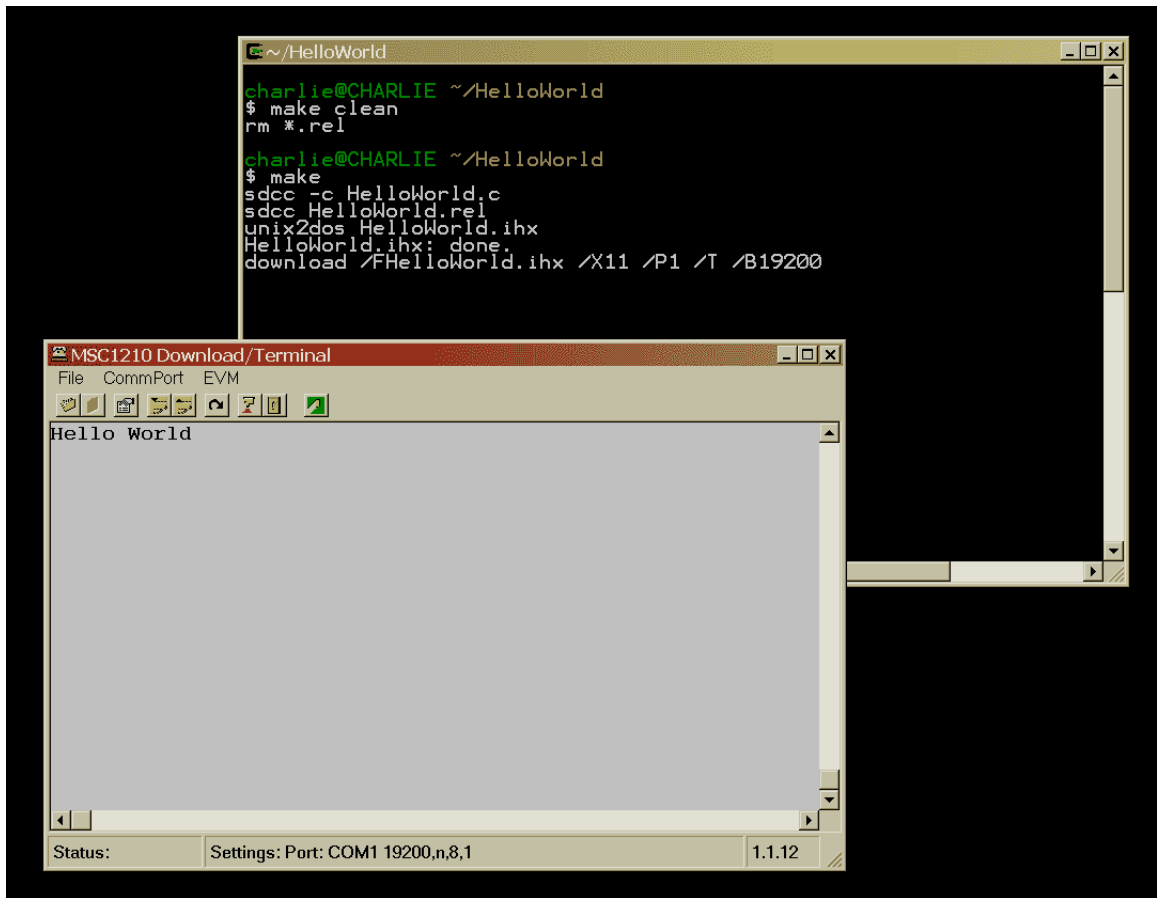 ~/HelloWorld
charlie@CHARLIE ~/HelloWorld
$ make clean
rm *.rel
charlie@CHARLIE ~/HelloWorld
$ make
sdcc -c HelloWorld.c
sdcc HelloWorld.rel
unix2dos HelloWorld.ihx
HelloWorld.ihx: done.
download /FHelloWorld.ihx /X11 /P1 /T /B19200
MSC1210 Download/Terminal
File CommPort EVM
Hello World
Status: Settings: Port: COM1 19200,n,8,1 1.1.12